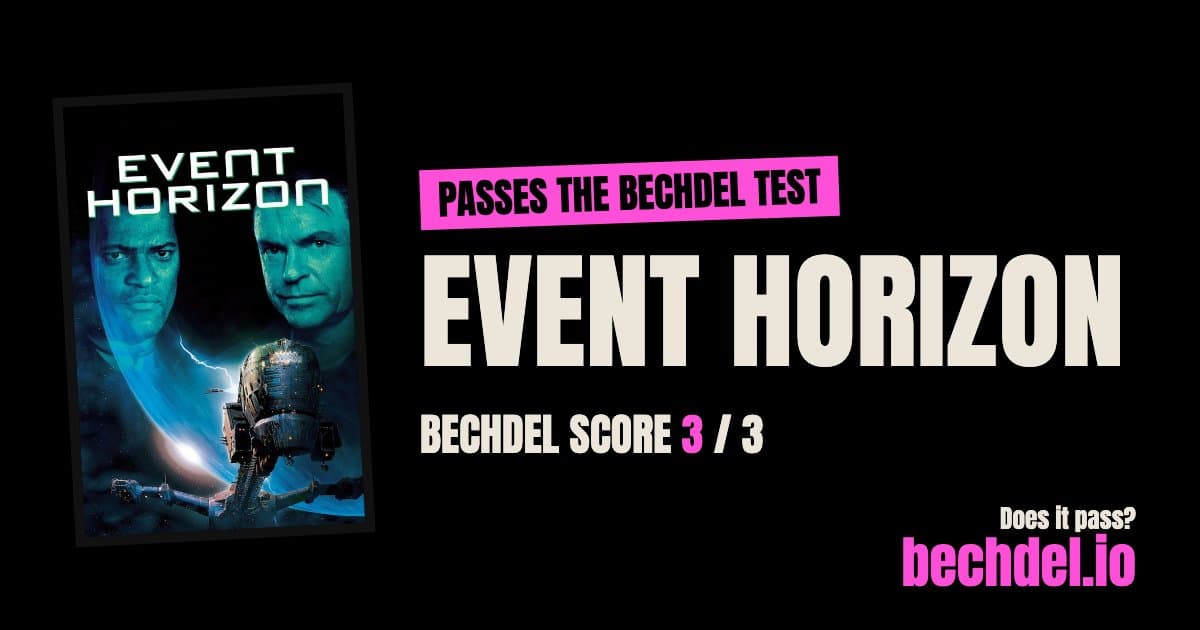 EVENT
HORIZON
PASSES THE BECHDEL TEST
EVENT HORIZON
BECHDEL SCORE 3 / 3
Does it pass?
bechdel.io